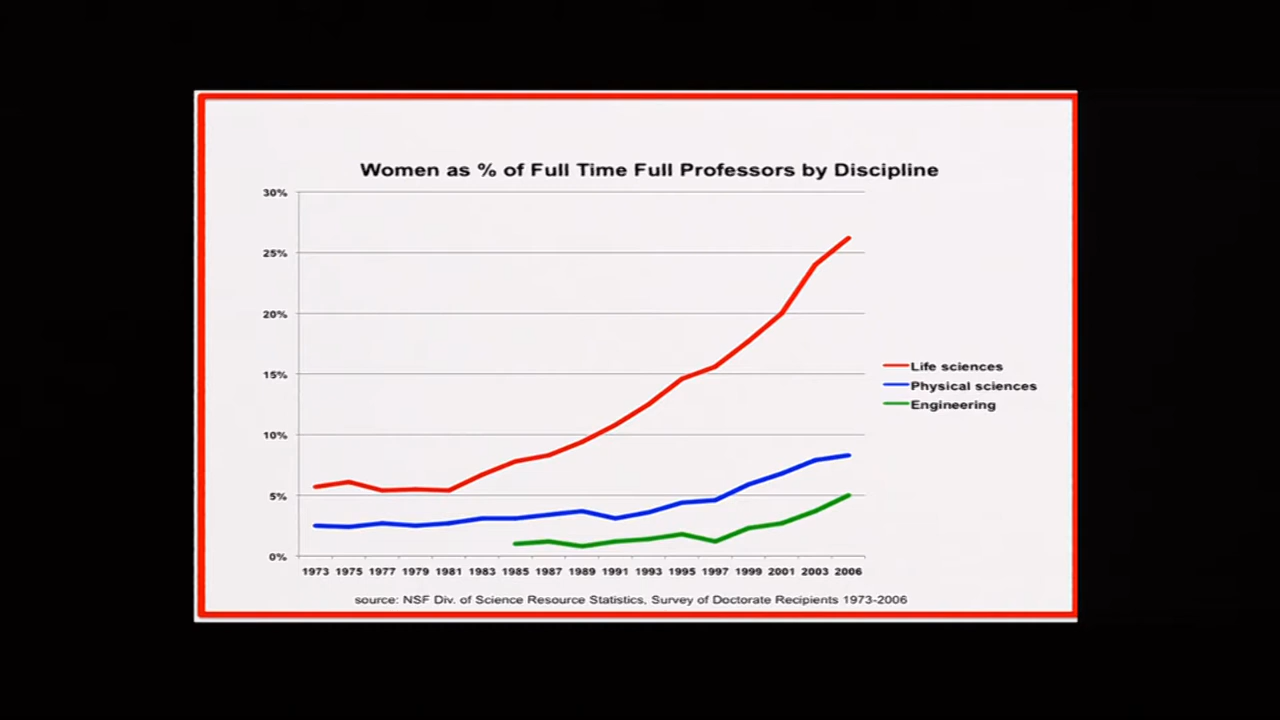 Women as % of Full Time Full Professors by Discipline
30%
25%
20%
15%
10%
5%
0%
1973 1975 1977 1979 1981 1983 1985 1987 1989 1991 1993 1995 1997 1999 2001 2003 2006
Life sciences
Physical sciences
Engineering
source: NSF Div. of Science Resource Statistics, Survey of Doctorate Recipients 1973-2006